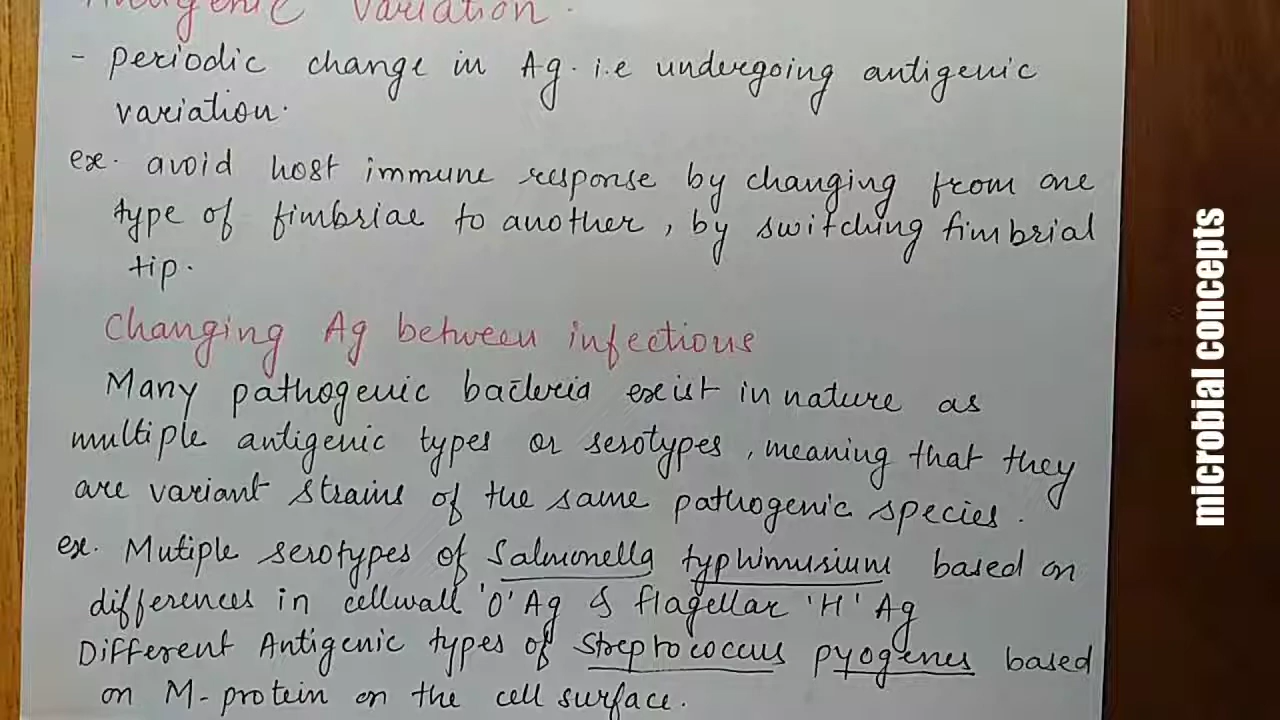 Antigenic Variation.
- periodic change in Ag. i.e undergoing antigenic
variation.
ex. avoid host immune response by changing from one
type of fimbriae to another, by switching fimbrial
tip.
Changing Ag between infections
Many pathogenic bacteria exist in nature as
multiple antigenic types or serotypes, meaning that they
are variant strains of the same pathogenic species.
ex. Mutiple serotypes of Salmonella typhimusium based on
differences in cellwall 'O' Ag & flagellar 'H' Ag
Different Antigenic types of Streptococcus pyogenes based
on M-protein on the cell surface.
microbial concepts